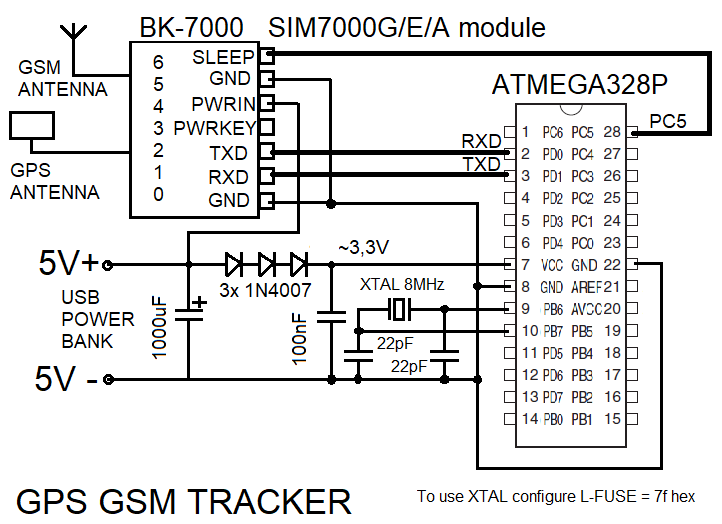 BK-7000 SIM7000G/E/A module
GSM
ANTENNA
GPS
ANTENNA
6 SLEEP
5 GND
4 PWRIN
3 PWRKEY
2 TXD
1 RXD
0 GND
ATMEGA328P
RXD
TXD
PC5
1 PC6 PC5 28
2 PD0 PC4 27
3 PD1 PC3 26
4 PD2 PC2 25
5 PD3 PC1 24
6 PD4 PC0 23
7 VCC GND 22
8 GND AREF 21
9 PB6 AVCC 20
10 PB7 PB5 19
11 PD5 PB4 18
12 PD6 PB3 17
13 PD7 PB2 16
14 PB0 PB1 15
5V+
USB
POWER
BANK
5V -
1000uF
+
3x 1N4007
~3,3V
100nF
XTAL 8MHz
22pF
22pF
GPS GSM TRACKER
To use XTAL configure L-FUSE = 7f hex